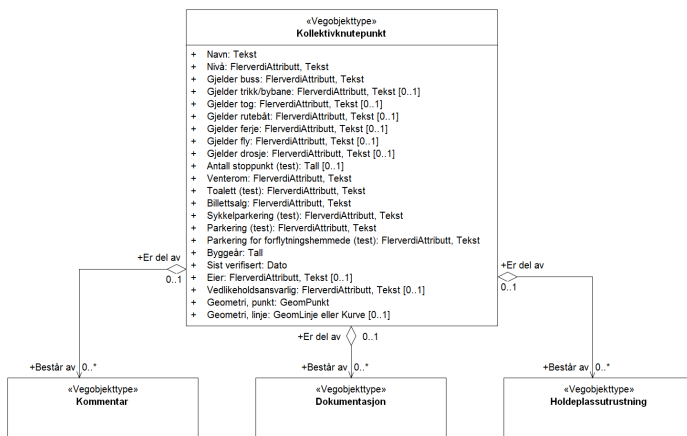 «Vegobjekttype»
Kollektivknutepunkt
+ Navn: Tekst
+ Nivå: FlerverdiAttributt, Tekst
+ Gjelder buss: FlerverdiAttributt, Tekst
+ Gjelder trikk/bybane: FlerverdiAttributt, Tekst [0..1]
+ Gjelder tog: FlerverdiAttributt, Tekst [0..1]
+ Gjelder rutebåt: FlerverdiAttributt, Tekst [0..1]
+ Gjelder ferje: FlerverdiAttributt, Tekst [0..1]
+ Gjelder fly: FlerverdiAttributt, Tekst [0..1]
+ Gjelder drosje: FlerverdiAttributt, Tekst [0..1]
+ Antall stoppunkt (test): Tall [0..1]
+ Venterom: FlerverdiAttributt, Tekst
+ Toalett (test): FlerverdiAttributt, Tekst
+ Billettsalg: FlerverdiAttributt, Tekst
+ Sykkelparkering (test): FlerverdiAttributt, Tekst
+ Parkering (test): FlerverdiAttributt, Tekst
+ Parkering for forflytningshemmede (test): FlerverdiAttributt, Tekst
+ Byggeår: Tall
+ Sist verifisert: Dato
+ Eier: FlerverdiAttributt, Tekst [0..1]
+ Vedlikeholdsansvarlig: FlerverdiAttributt, Tekst [0..1]
+ Geometri, punkt: GeomPunkt
+ Geometri, linje: GeomLinje eller Kurve [0..1]
+Er del av
0..1
+Er del av
0..1
+Er del av 0..1
+Består av 0..*
+Består av 0..*
+Består av 0..*
«Vegobjekttype»
Kommentar
«Vegobjekttype»
Dokumentasjon
«Vegobjekttype»
Holdeplassutrustning